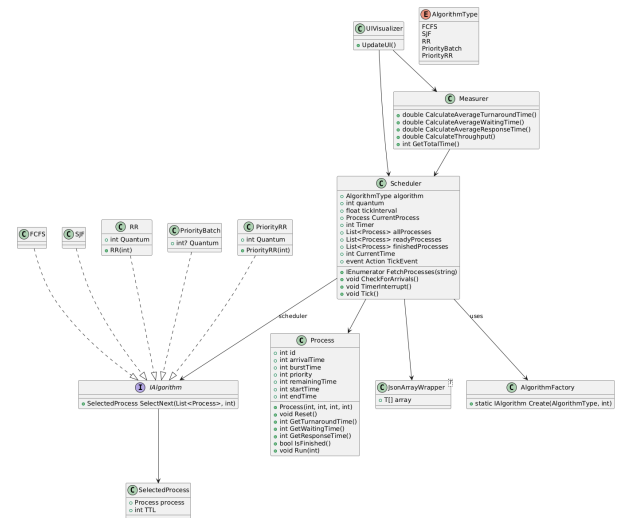 UIVisualizer
UpdateUI()
AlgorithmType
FCFS
SJF
RR
PriorityBatch
PriorityRR
Measurer
double CalculateAverageTurnaroundTime()
double CalculateAverageWaitingTime()
double CalculateAverageResponseTime()
double CalculateThroughput()
int GetTotalTime()
Scheduler
AlgorithmType algorithm
int quantum
float tickInterval
Process CurrentProcess
int Timer
List<Process> allProcesses
List<Process> readyProcesses
List<Process> finishedProcesses
int CurrentTime
event Action TickEvent
IEnumerator FetchProcesses(string)
void CheckForArrivals()
void TimerInterrupt()
void Tick()
FCFS
SJF
RR
int Quantum
RR(int)
PriorityBatch
int? Quantum
PriorityRR
int Quantum
PriorityRR(int)
scheduler
uses
IAlgorithm
SelectedProcess SelectNext(List<Process>, int)
Process
int id
int arrivalTime
int burstTime
int priority
int remainingTime
int startTime
int endTime
Process(int, int, int, int)
void Reset()
int GetTurnaroundTime()
int GetWaitingTime()
int GetResponseTime()
bool IsFinished()
void Run(int)
JsonArrayWrapper
T
T[] array
AlgorithmFactory
static IAlgorithm Create(AlgorithmType, int)
SelectedProcess
Process process
int TTL